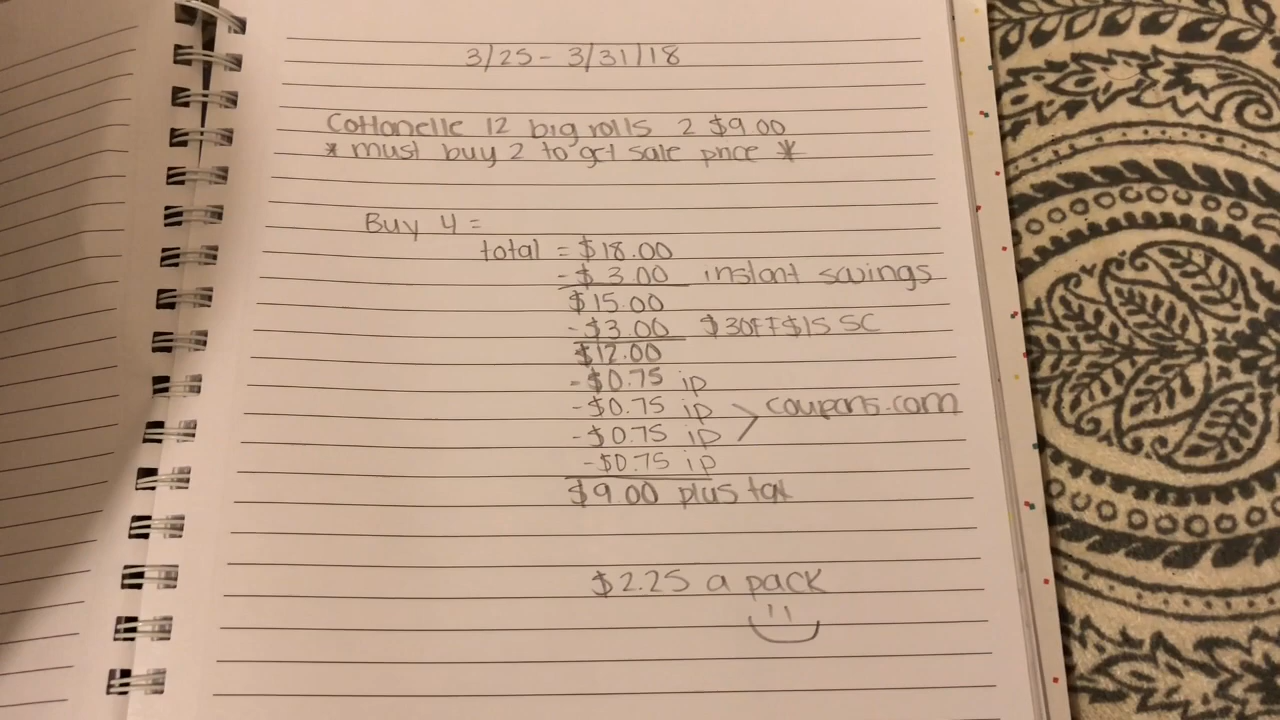 3/25 - 3/31/18
Cottonelle 12 big rolls 2 $9.00
* must buy 2 to get sale price *
Buy 4 =
total = $18.00
- $3.00 instant savings
$15.00
- $3.00 $3 OFF $15 SC
$12.00
- $0.75 ip
- $0.75 ip > coupons.com
- $0.75 ip
- $0.75 ip
$9.00 plus tax
$2.25 a pack